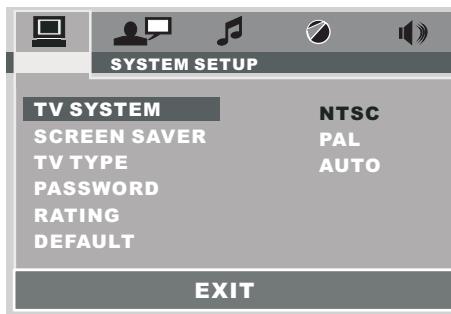 SYSTEM SETUP
TV SYSTEM NTSC
SCREEN SAVER PAL
TV TYPE AUTO
PASSWORD
RATING
DEFAULT
EXIT